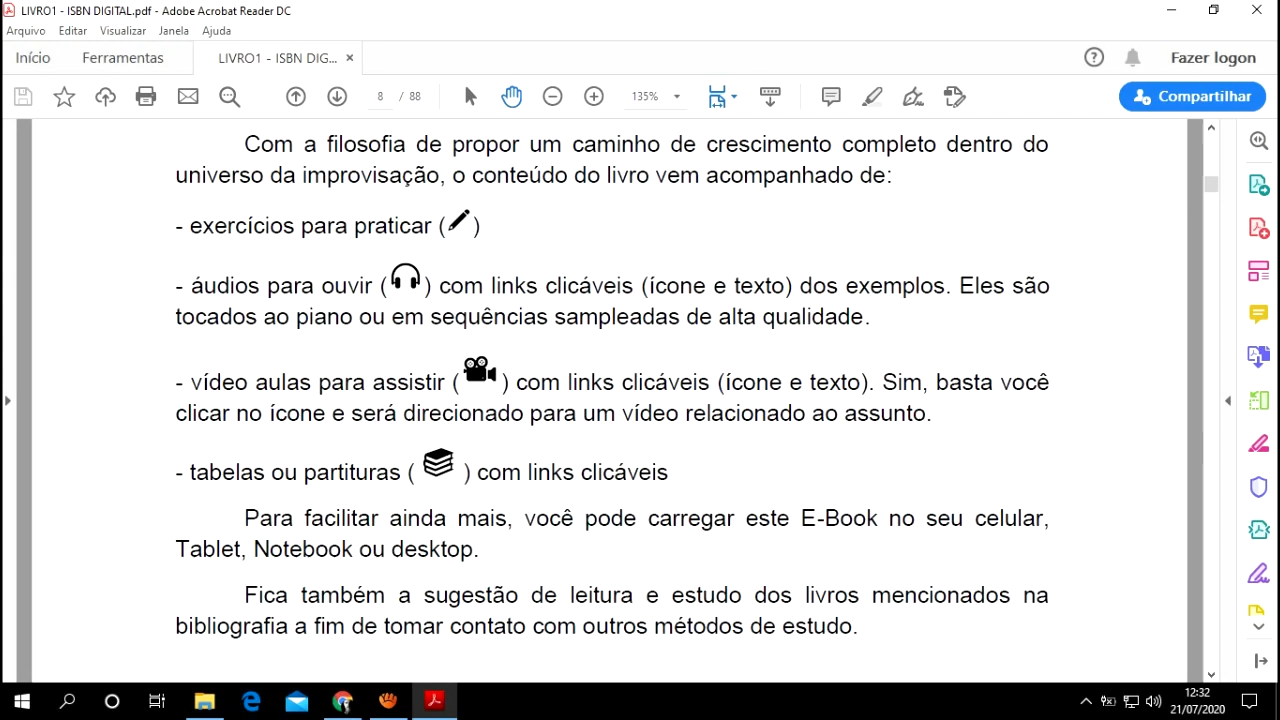 LIVRO1 - ISBN DIGITAL.pdf - Adobe Acrobat Reader DC
Arquivo Editar Visualizar Janela Ajuda
Início Ferramentas LIVRO1 - ISBN DIG... × Fazer logon
8 / 88 135% Compartilhar
Com a filosofia de propor um caminho de crescimento completo dentro do
universo da improvisação, o conteúdo do livro vem acompanhado de:
- exercícios para praticar ( )
- áudios para ouvir ( ) com links clicáveis (ícone e texto) dos exemplos. Eles são
tocados ao piano ou em sequências sampleadas de alta qualidade.
- vídeo aulas para assistir ( ) com links clicáveis (ícone e texto). Sim, basta você
clicar no ícone e será direcionado para um vídeo relacionado ao assunto.
- tabelas ou partituras ( ) com links clicáveis
Para facilitar ainda mais, você pode carregar este E-Book no seu celular,
Tablet, Notebook ou desktop.
Fica também a sugestão de leitura e estudo dos livros mencionados na
bibliografia a fim de tomar contato com outros métodos de estudo.
12:32
21/07/2020